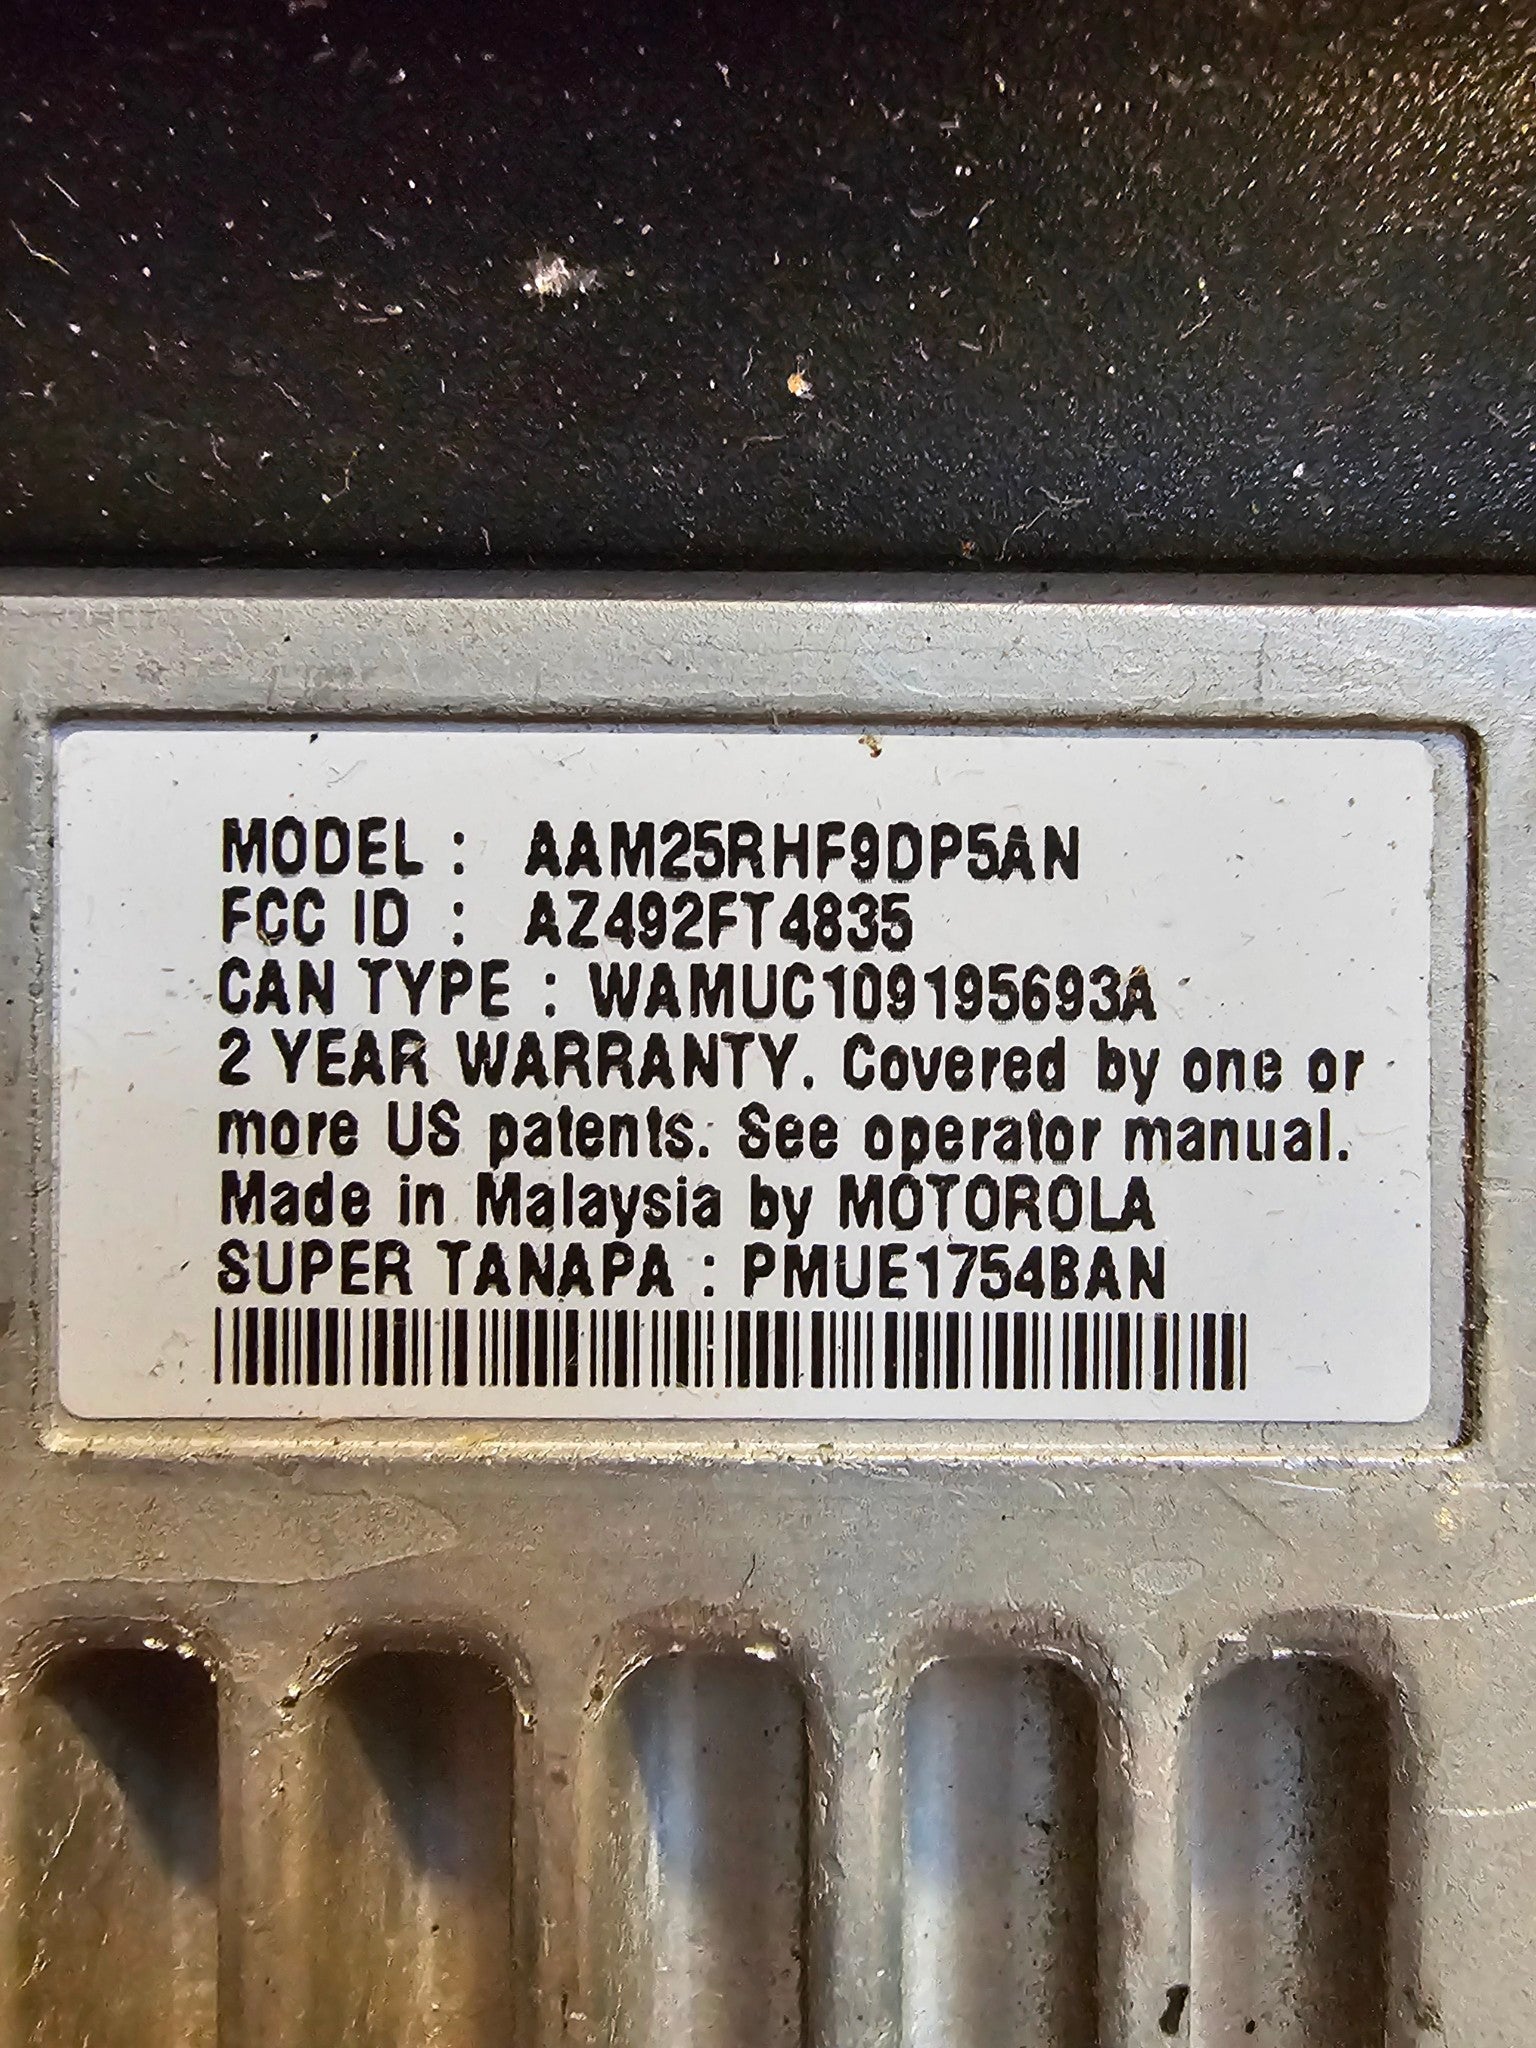 MODEL : AAM25RHF9DP5AN
FCC ID : AZ492FT4835
CAN TYPE : WAMUC109195693A
2 YEAR WARRANTY. Covered by one or
more US patents. See operator manual.
Made in Malaysia by MOTOROLA
SUPER TANAPA : PMUE1754BAN